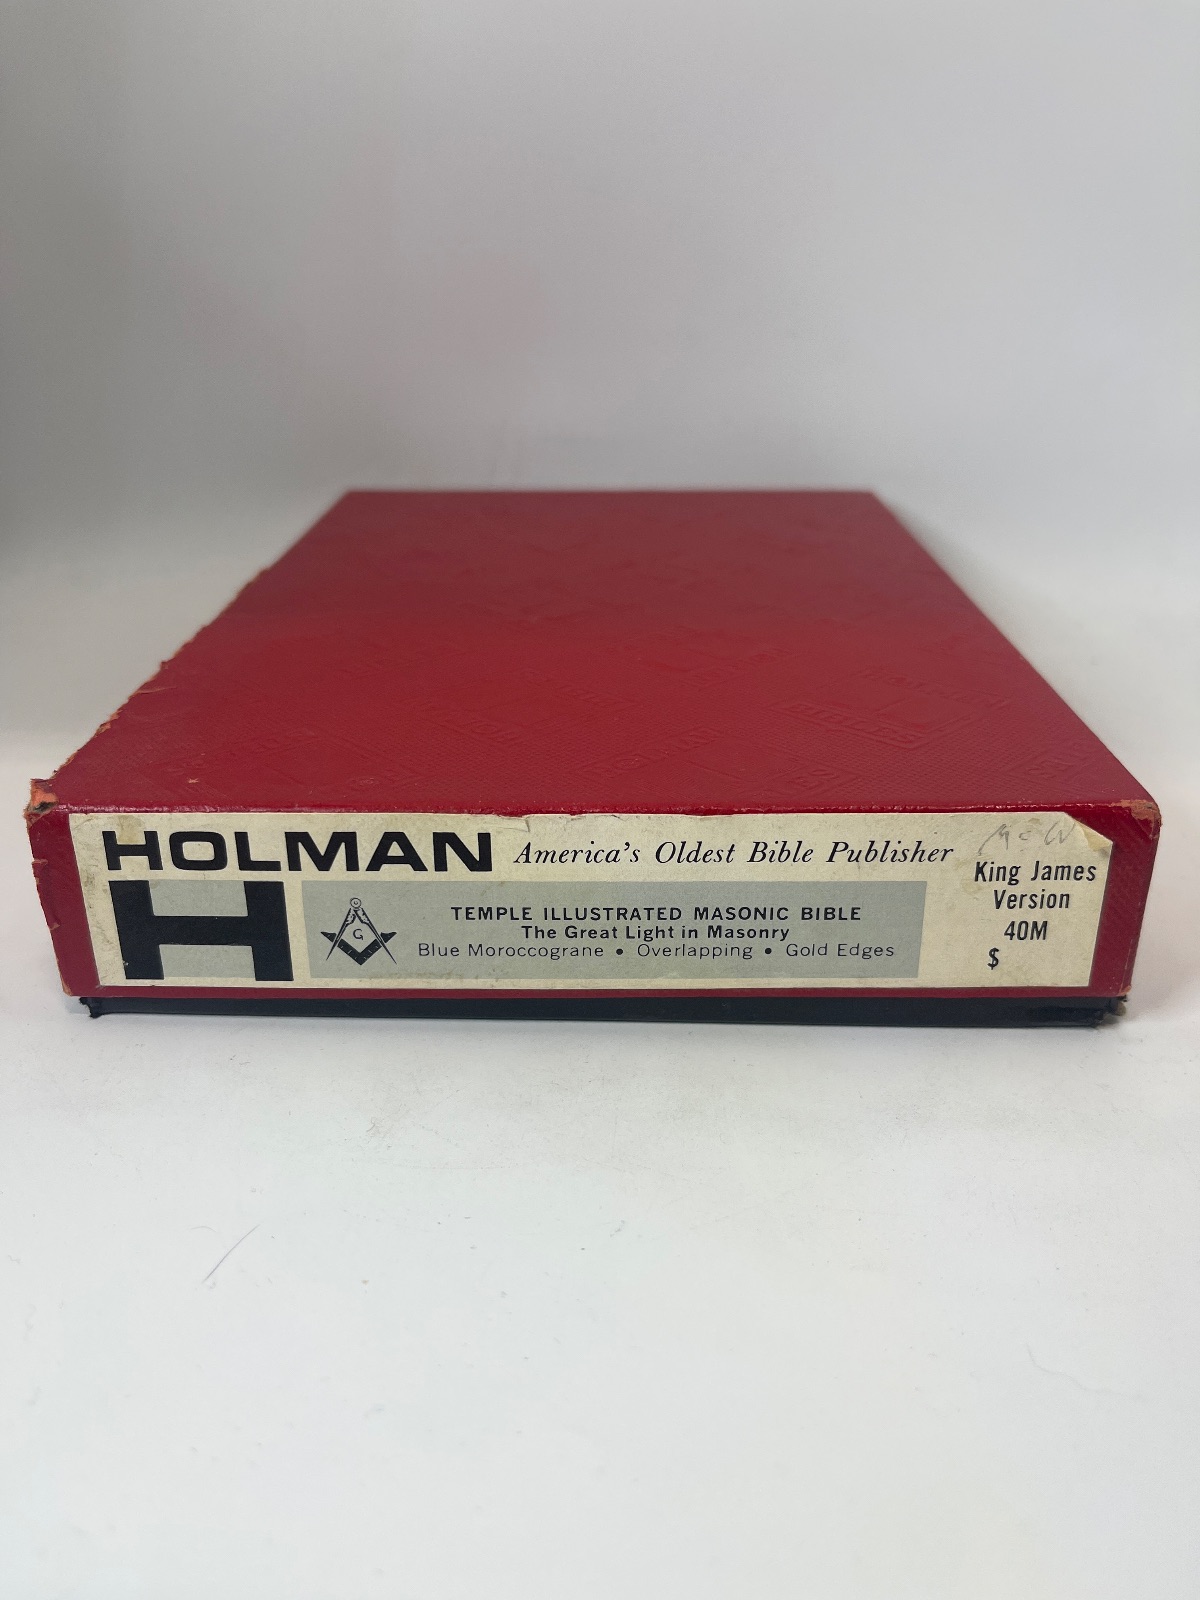 HOLMAN America's Oldest Bible Publisher
H
G
TEMPLE ILLUSTRATED MASONIC BIBLE
The Great Light in Masonry
Blue Moroccograne • Overlapping • Gold Edges
King James
Version
40M
$